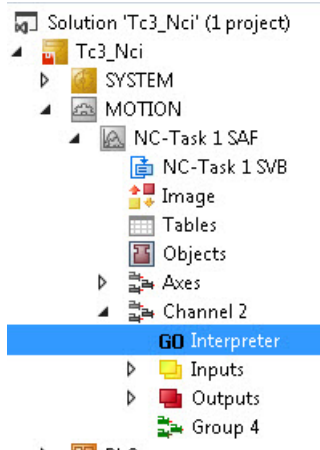 Solution 'Tc3_Nci' (1 project)
Tc3_Nci
SYSTEM
MOTION
NC-Task 1 SAF
NC-Task 1 SVB
Image
Tables
Objects
Axes
Channel 2
GO Interpreter
Inputs
Outputs
Group 4